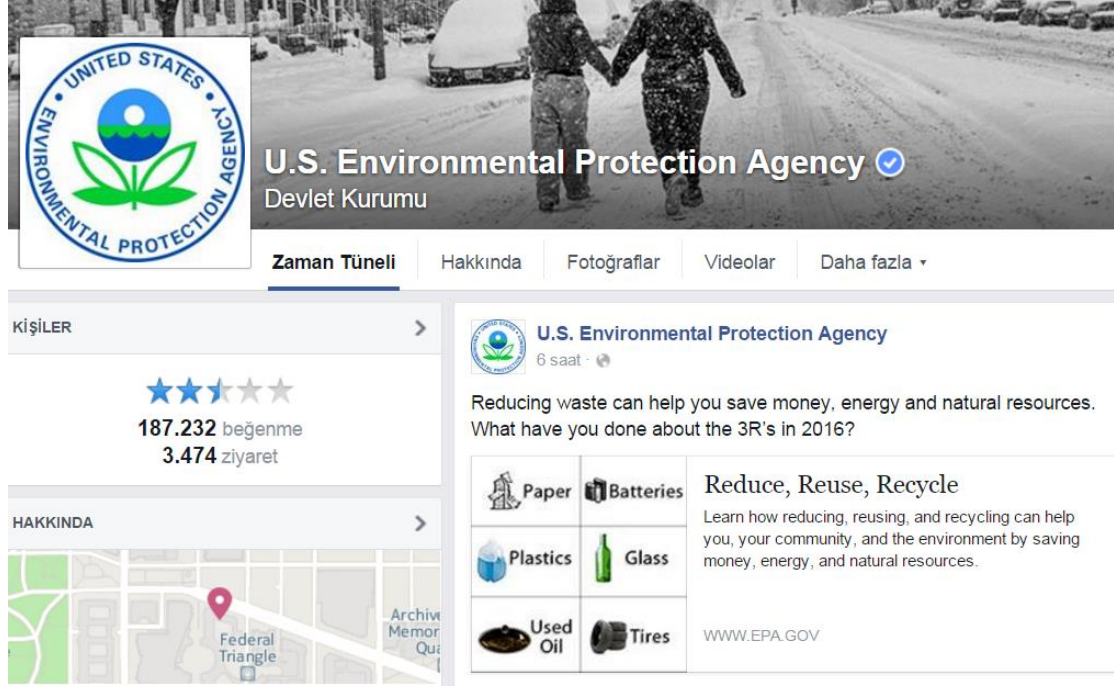 UNITED STATES
ENVIRONMENTAL PROTECTION AGENCY
U.S. Environmental Protection Agency
Devlet Kurumu
Zaman Tüneli
Hakkında
Fotoğraflar
Videolar
Daha fazla
KİŞİLER
187.232 beğenme
3.474 ziyaret
HAKKINDA
Federal
Triangle
U.S. Environmental Protection Agency
6 saat ·
Reducing waste can help you save money, energy and natural resources.
What have you done about the 3R's in 2016?
Paper
Batteries
Plastics
Glass
Used
Oil
Tires
Reduce, Reuse, Recycle
Learn how reducing, reusing, and recycling can help
you, your community, and the environment by saving
money, energy, and natural resources.
WWW.EPA.GOV